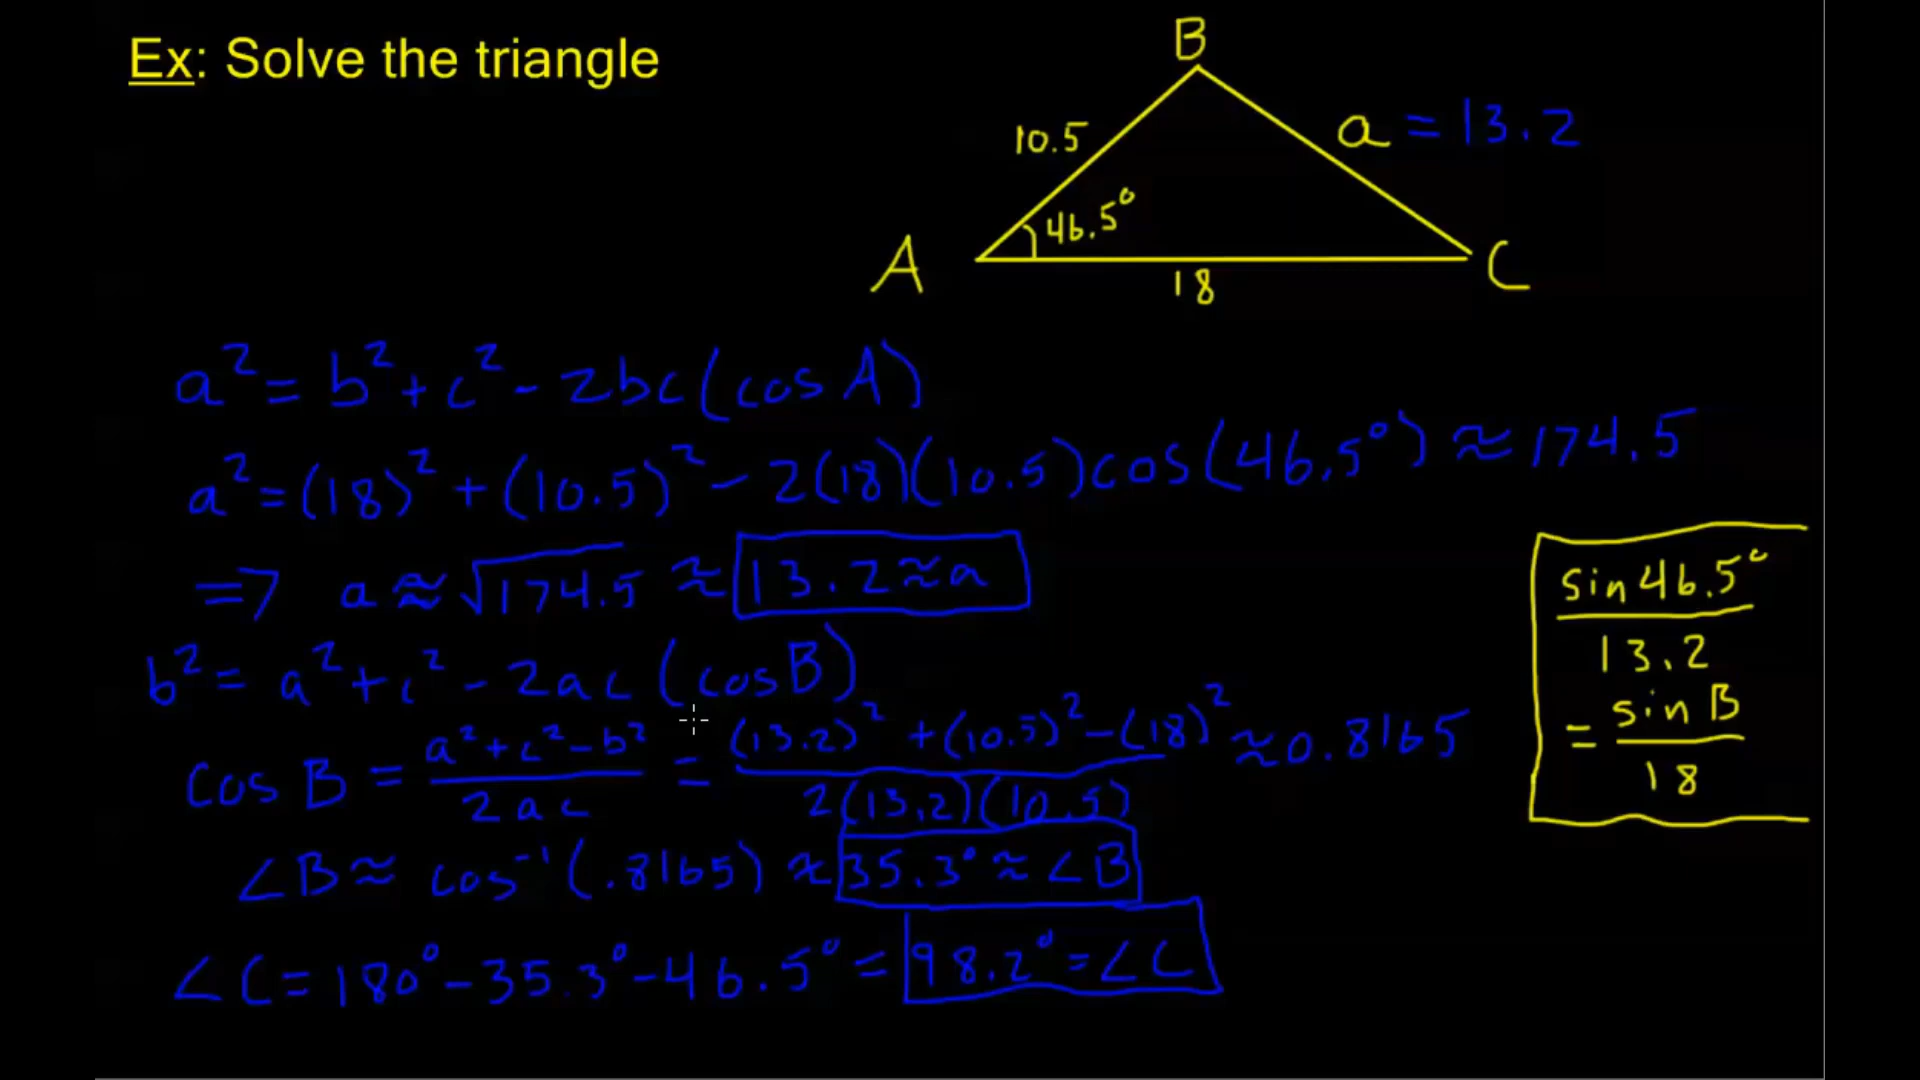 Ex: Solve the triangle
B
10.5
a = 13.2
46.5°
A
18
C
a² = b² + c² - 2bc(cos A)
a² = (18)² + (10.5)² - 2(18)(10.5)cos(46.5°) ≈ 174.5
=> a ≈ √174.5 ≈ 13.2 ≈ a
b² = a² + c² - 2ac (cos B)
cos B = a² + c² - b² / 2ac = (13.2)² + (10.5)² - (18)² / 2(13.2)(10.5) ≈ 0.8165
∠B ≈ cos⁻¹(.8165) ≈ 35.3° ≈ ∠B
∠C = 180° - 35.3° - 46.5° = 98.2° = ∠C
sin 46.5°
13.2
= sin B
18